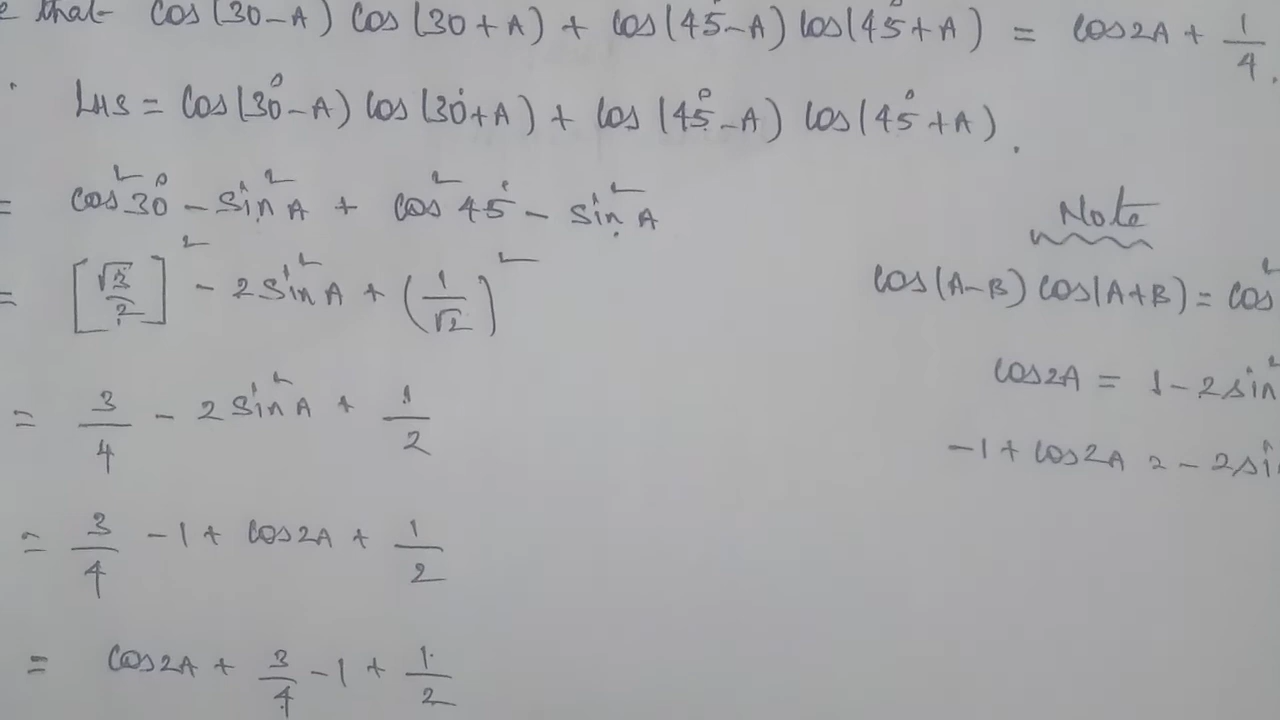 that cos(30-A) cos(30+A) + cos(45°-A) cos(45°+A) = cos2A + 1/4.
LHS = cos(30°-A) cos(30°+A) + cos(45°-A) cos(45°+A).
= cos²30° - sin²A + cos²45° - sin²A
Note
= [√3/2]² - 2sin²A + (1/√2)²
cos(A-B) cos(A+B) = cos²
cos2A = 1-2sin²
= 3/4 - 2sin²A + 1/2
-1+cos2A = -2sin
= 3/4 - 1 + cos2A + 1/2
= cos2A + 3/4 - 1 + 1/2